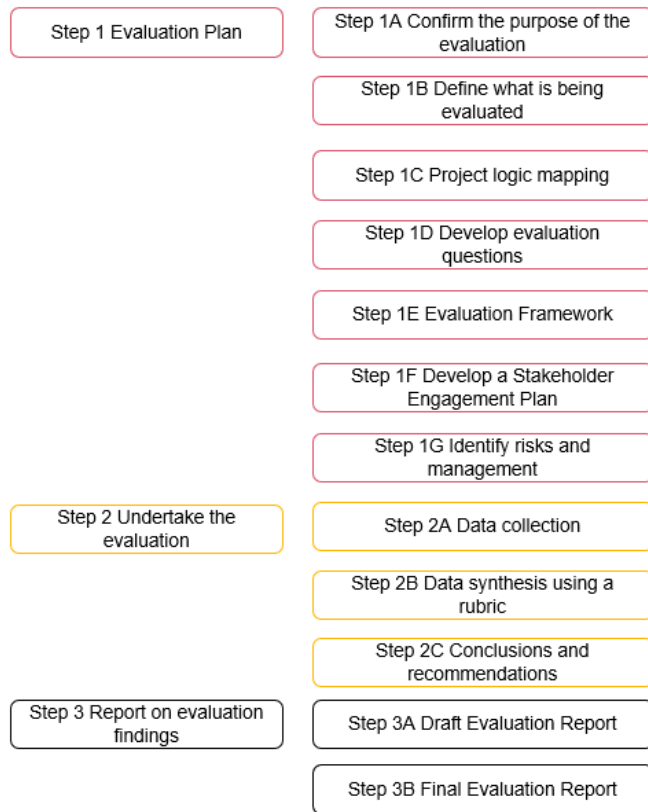 Step 1 Evaluation Plan
Step 1A Confirm the purpose of the
evaluation
Step 1B Define what is being
evaluated
Step 1C Project logic mapping
Step 1D Develop evaluation
questions
Step 1E Evaluation Framework
Step 1F Develop a Stakeholder
Engagement Plan
Step 1G Identify risks and
management
Step 2 Undertake the
evaluation
Step 2A Data collection
Step 2B Data synthesis using a
rubric
Step 2C Conclusions and
recommendations
Step 3 Report on evaluation
findings
Step 3A Draft Evaluation Report
Step 3B Final Evaluation Report